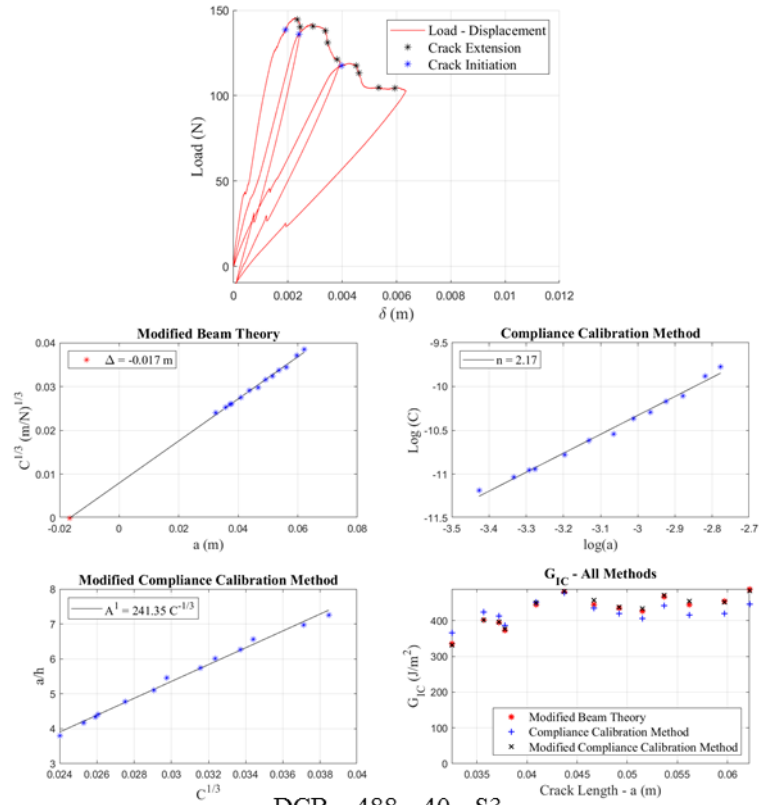 150
100
50
0
Load (N)
Load - Displacement
Crack Extension
Crack Initiation
0 0.002 0.004 0.006 0.008 0.01 0.012
δ (m)
Modified Beam Theory
Δ = -0.017 m
0.04
0.03
0.02
0.01
0
C^1/3 (m/N)^1/3
-0.02 0 0.02 0.04 0.06 0.08
a (m)
Compliance Calibration Method
n = 2.17
-9.5
-10
-10.5
-11
-11.5
Log (C)
-3.5 -3.4 -3.3 -3.2 -3.1 -3 -2.9 -2.8 -2.7
log(a)
Modified Compliance Calibration Method
A^1 = 241.35 C^-1/3
8
7
6
5
4
3
a/h
0.024 0.026 0.028 0.03 0.032 0.034 0.036 0.038 0.04
C^1/3
G_IC - All Methods
400
300
200
100
0
G_IC (J/m^2)
Modified Beam Theory
Compliance Calibration Method
Modified Compliance Calibration Method
0.035 0.04 0.045 0.05 0.055 0.06
Crack Length - a (m)